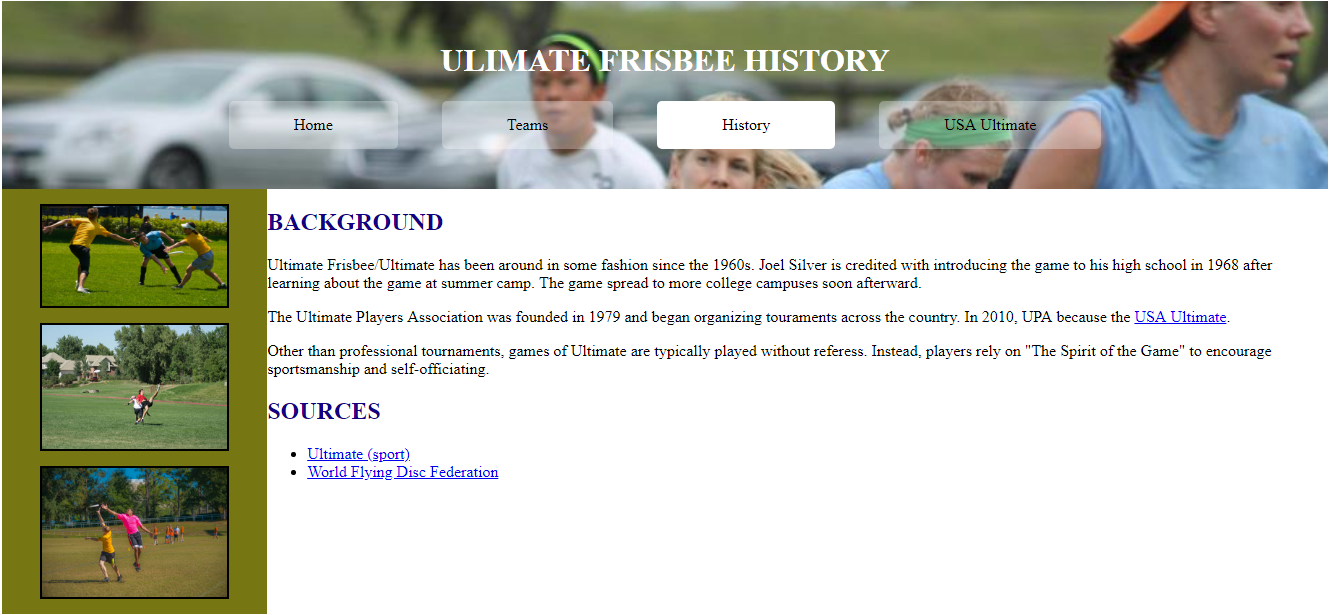 ULIMATE FRISBEE HISTORY
Home
Teams
History
USA Ultimate
BACKGROUND
Ultimate Frisbee/Ultimate has been around in some fashion since the 1960s. Joel Silver is credited with introducing the game to his high school in 1968 after
learning about the game at summer camp. The game spread to more college campuses soon afterward.
The Ultimate Players Association was founded in 1979 and began organizing touraments across the country. In 2010, UPA because the USA Ultimate.
Other than professional tournaments, games of Ultimate are typically played without referess. Instead, players rely on "The Spirit of the Game" to encourage
sportsmanship and self-officiating.
SOURCES
• Ultimate (sport)
• World Flying Disc Federation